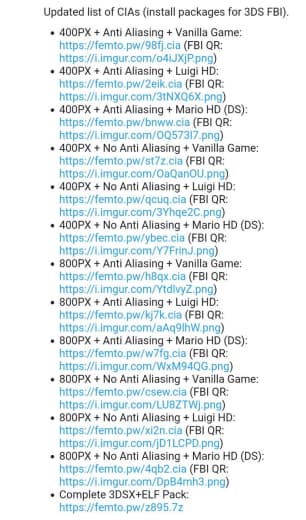 Updated list of CIAs (install packages for 3DS FBI).
• 400PX + Anti Aliasing + Vanilla Game:
https://femto.pw/98fj.cia (FBI QR:
https://i.imgur.com/o4iJXjP.png)
• 400PX + Anti Aliasing + Luigi HD:
https://femto.pw/2eik.cia (FBI QR:
https://i.imgur.com/3tNXQ6X.png)
• 400PX + Anti Aliasing + Mario HD (DS):
https://femto.pw/bnww.cia (FBI QR:
https://i.imgur.com/OQ573I7.png)
• 400PX + No Anti Aliasing + Vanilla Game:
https://femto.pw/st7z.cia (FBI QR:
https://i.imgur.com/OaQanOU.png)
• 400PX + No Anti Aliasing + Luigi HD:
https://femto.pw/qcuq.cia (FBI QR:
https://i.imgur.com/3Yhqe2C.png)
• 400PX + No Anti Aliasing + Mario HD (DS):
https://femto.pw/ybec.cia (FBI QR:
https://i.imgur.com/Y7FrinJ.png)
• 800PX + Anti Aliasing + Vanilla Game:
https://femto.pw/h8qx.cia (FBI QR:
https://i.imgur.com/YtdlvyZ.png)
• 800PX + Anti Aliasing + Luigi HD:
https://femto.pw/kj7k.cia (FBI QR:
https://i.imgur.com/aAq9lhW.png)
• 800PX + Anti Aliasing + Mario HD (DS):
https://femto.pw/w7fg.cia (FBI QR:
https://i.imgur.com/WxM94QG.png)
• 800PX + No Anti Aliasing + Vanilla Game:
https://femto.pw/csew.cia (FBI QR:
https://i.imgur.com/LU8ZTWj.png)
• 800PX + No Anti Aliasing + Luigi HD:
https://femto.pw/xi2n.cia (FBI QR:
https://i.imgur.com/jD1LCPD.png)
• 800PX + No Anti Aliasing + Mario HD (DS):
https://femto.pw/4qb2.cia (FBI QR:
https://i.imgur.com/DpB4mh3.png)
• Complete 3DSX+ELF Pack:
https://femto.pw/z895.7z